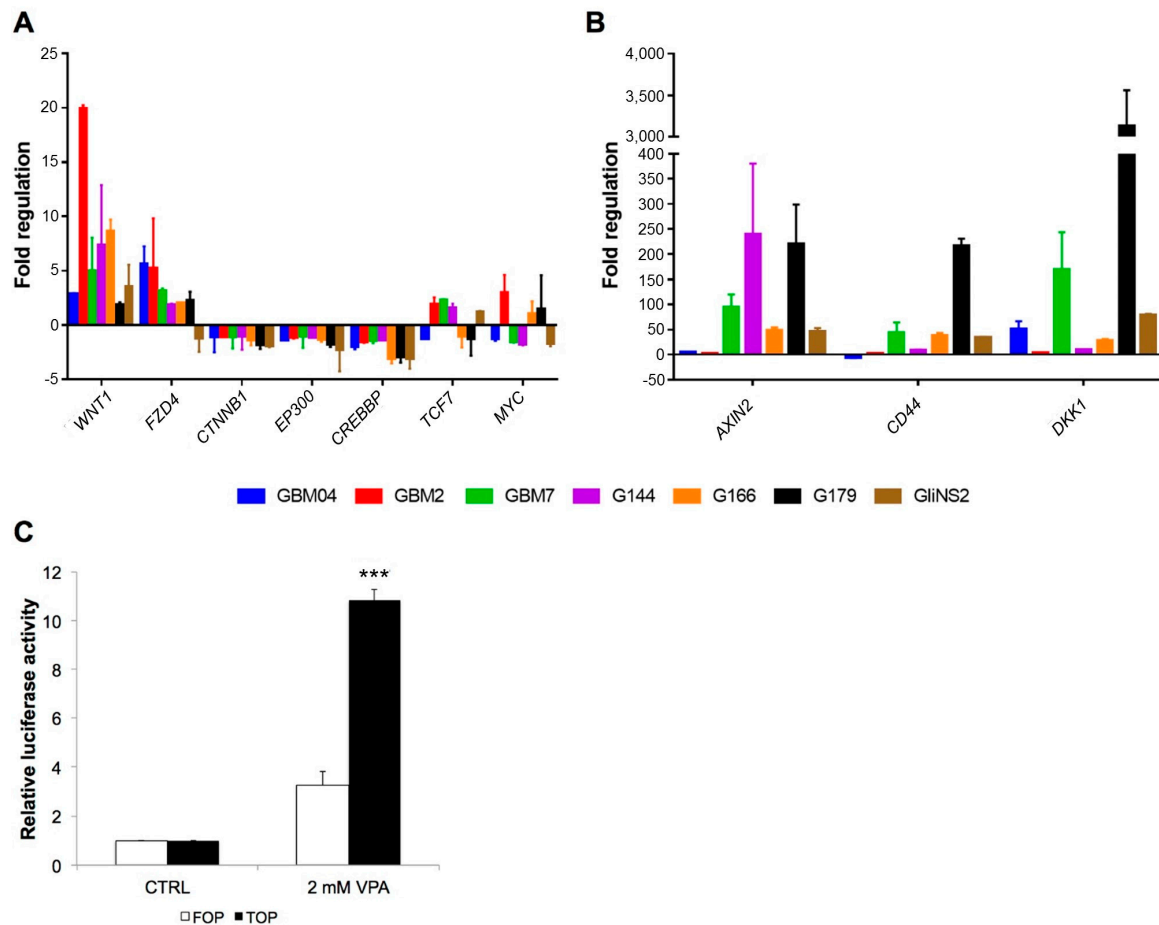 A
Fold regulation
25
20
15
10
5
0
-5
WNT1
FZD4
CTNNB1
EP300
CREBBP
TCF7
MYC
B
Fold regulation
4,000
3,500
3,000
400
350
300
250
200
150
100
50
0
-50
AXIN2
CD44
DKK1
GBM04 GBM2 GBM7 G144 G166 G179 GliNS2
C
Relative luciferase activity
12
10
8
6
4
2
0
***
CTRL 2 mM VPA
FOP TOP